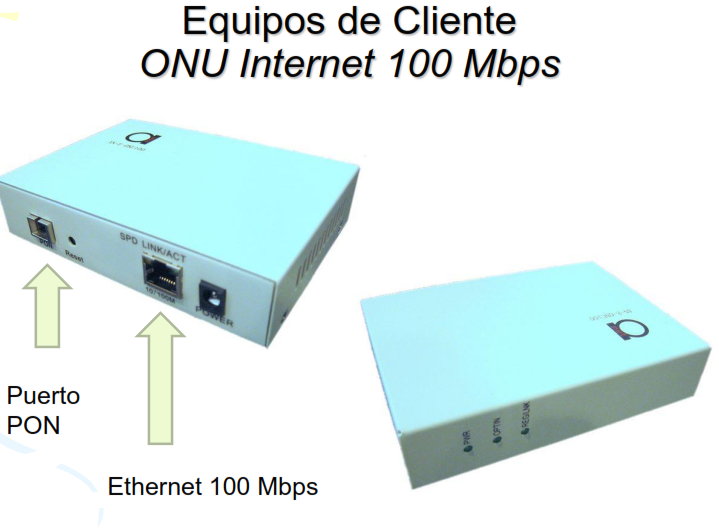 Equipos de Cliente
ONU Internet 100 Mbps
PON
Reset
SPD LINK/ACT
10/100M
POWER
Puerto
PON
Ethernet 100 Mbps
PWR
OPTIN
REG/LINK